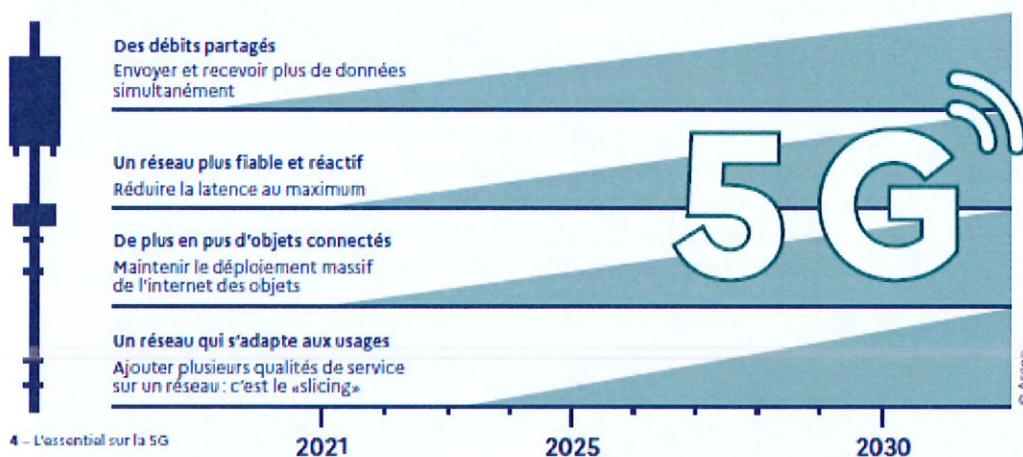 Des débits partagés
Envoyer et recevoir plus de données
simultanément
Un réseau plus fiable et réactif
Réduire la latence au maximum
De plus en pus d'objets connectés
Maintenir le déploiement massif
de l'internet des objets
Un réseau qui s'adapte aux usages
Ajouter plusieurs qualités de service
sur un réseau : c'est le «slicing»
5G
© Arcep
4 – L'essentiel sur la 5G
2021 2025 2030